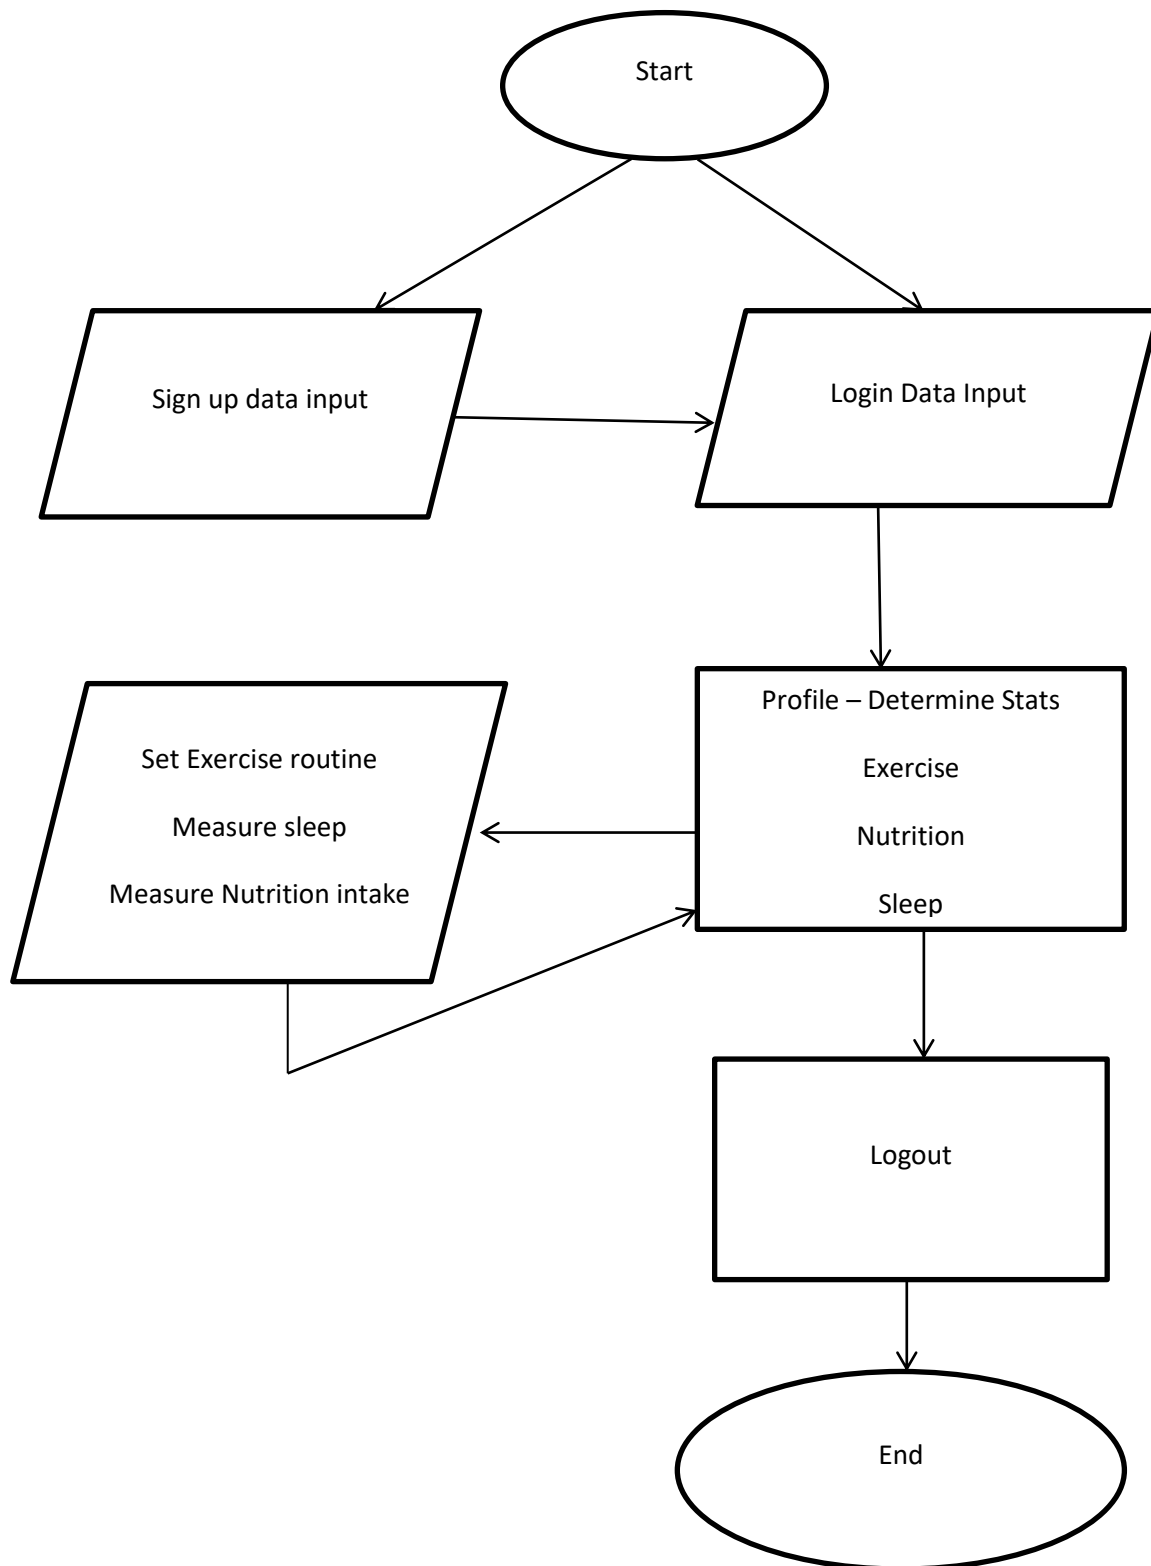 Start
Sign up data input
Login Data Input
Profile – Determine Stats
Exercise
Nutrition
Sleep
Set Exercise routine
Measure sleep
Measure Nutrition intake
Logout
End